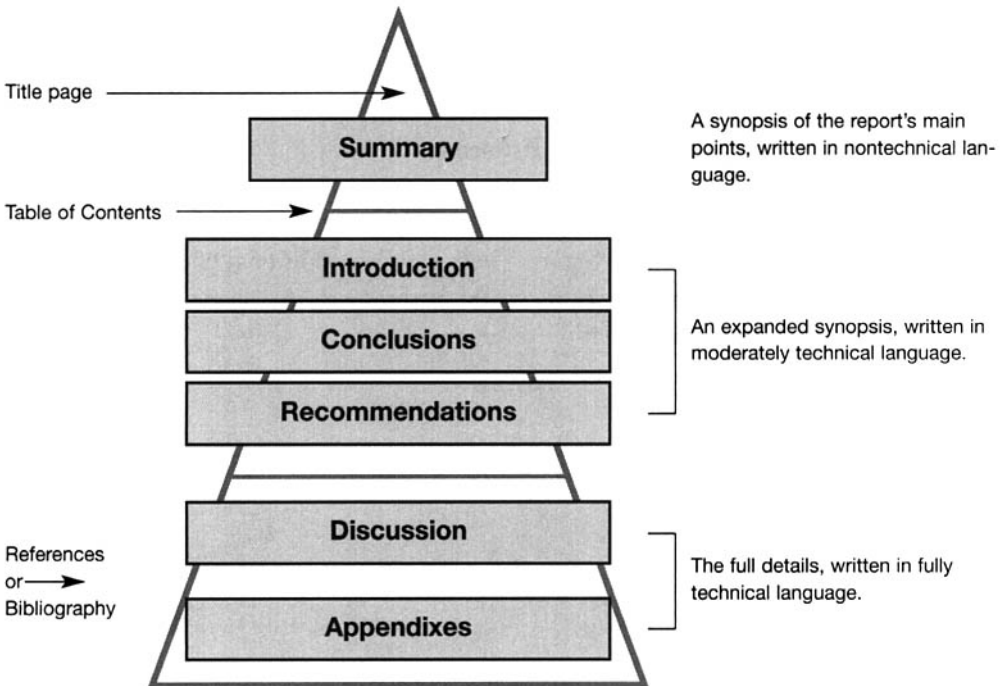 Title page
Summary
A synopsis of the report's main
points, written in nontechnical lan-
guage.
Table of Contents
Introduction
Conclusions
Recommendations
An expanded synopsis, written in
moderately technical language.
Discussion
References
or
Bibliography
The full details, written in fully
technical language.
Appendixes